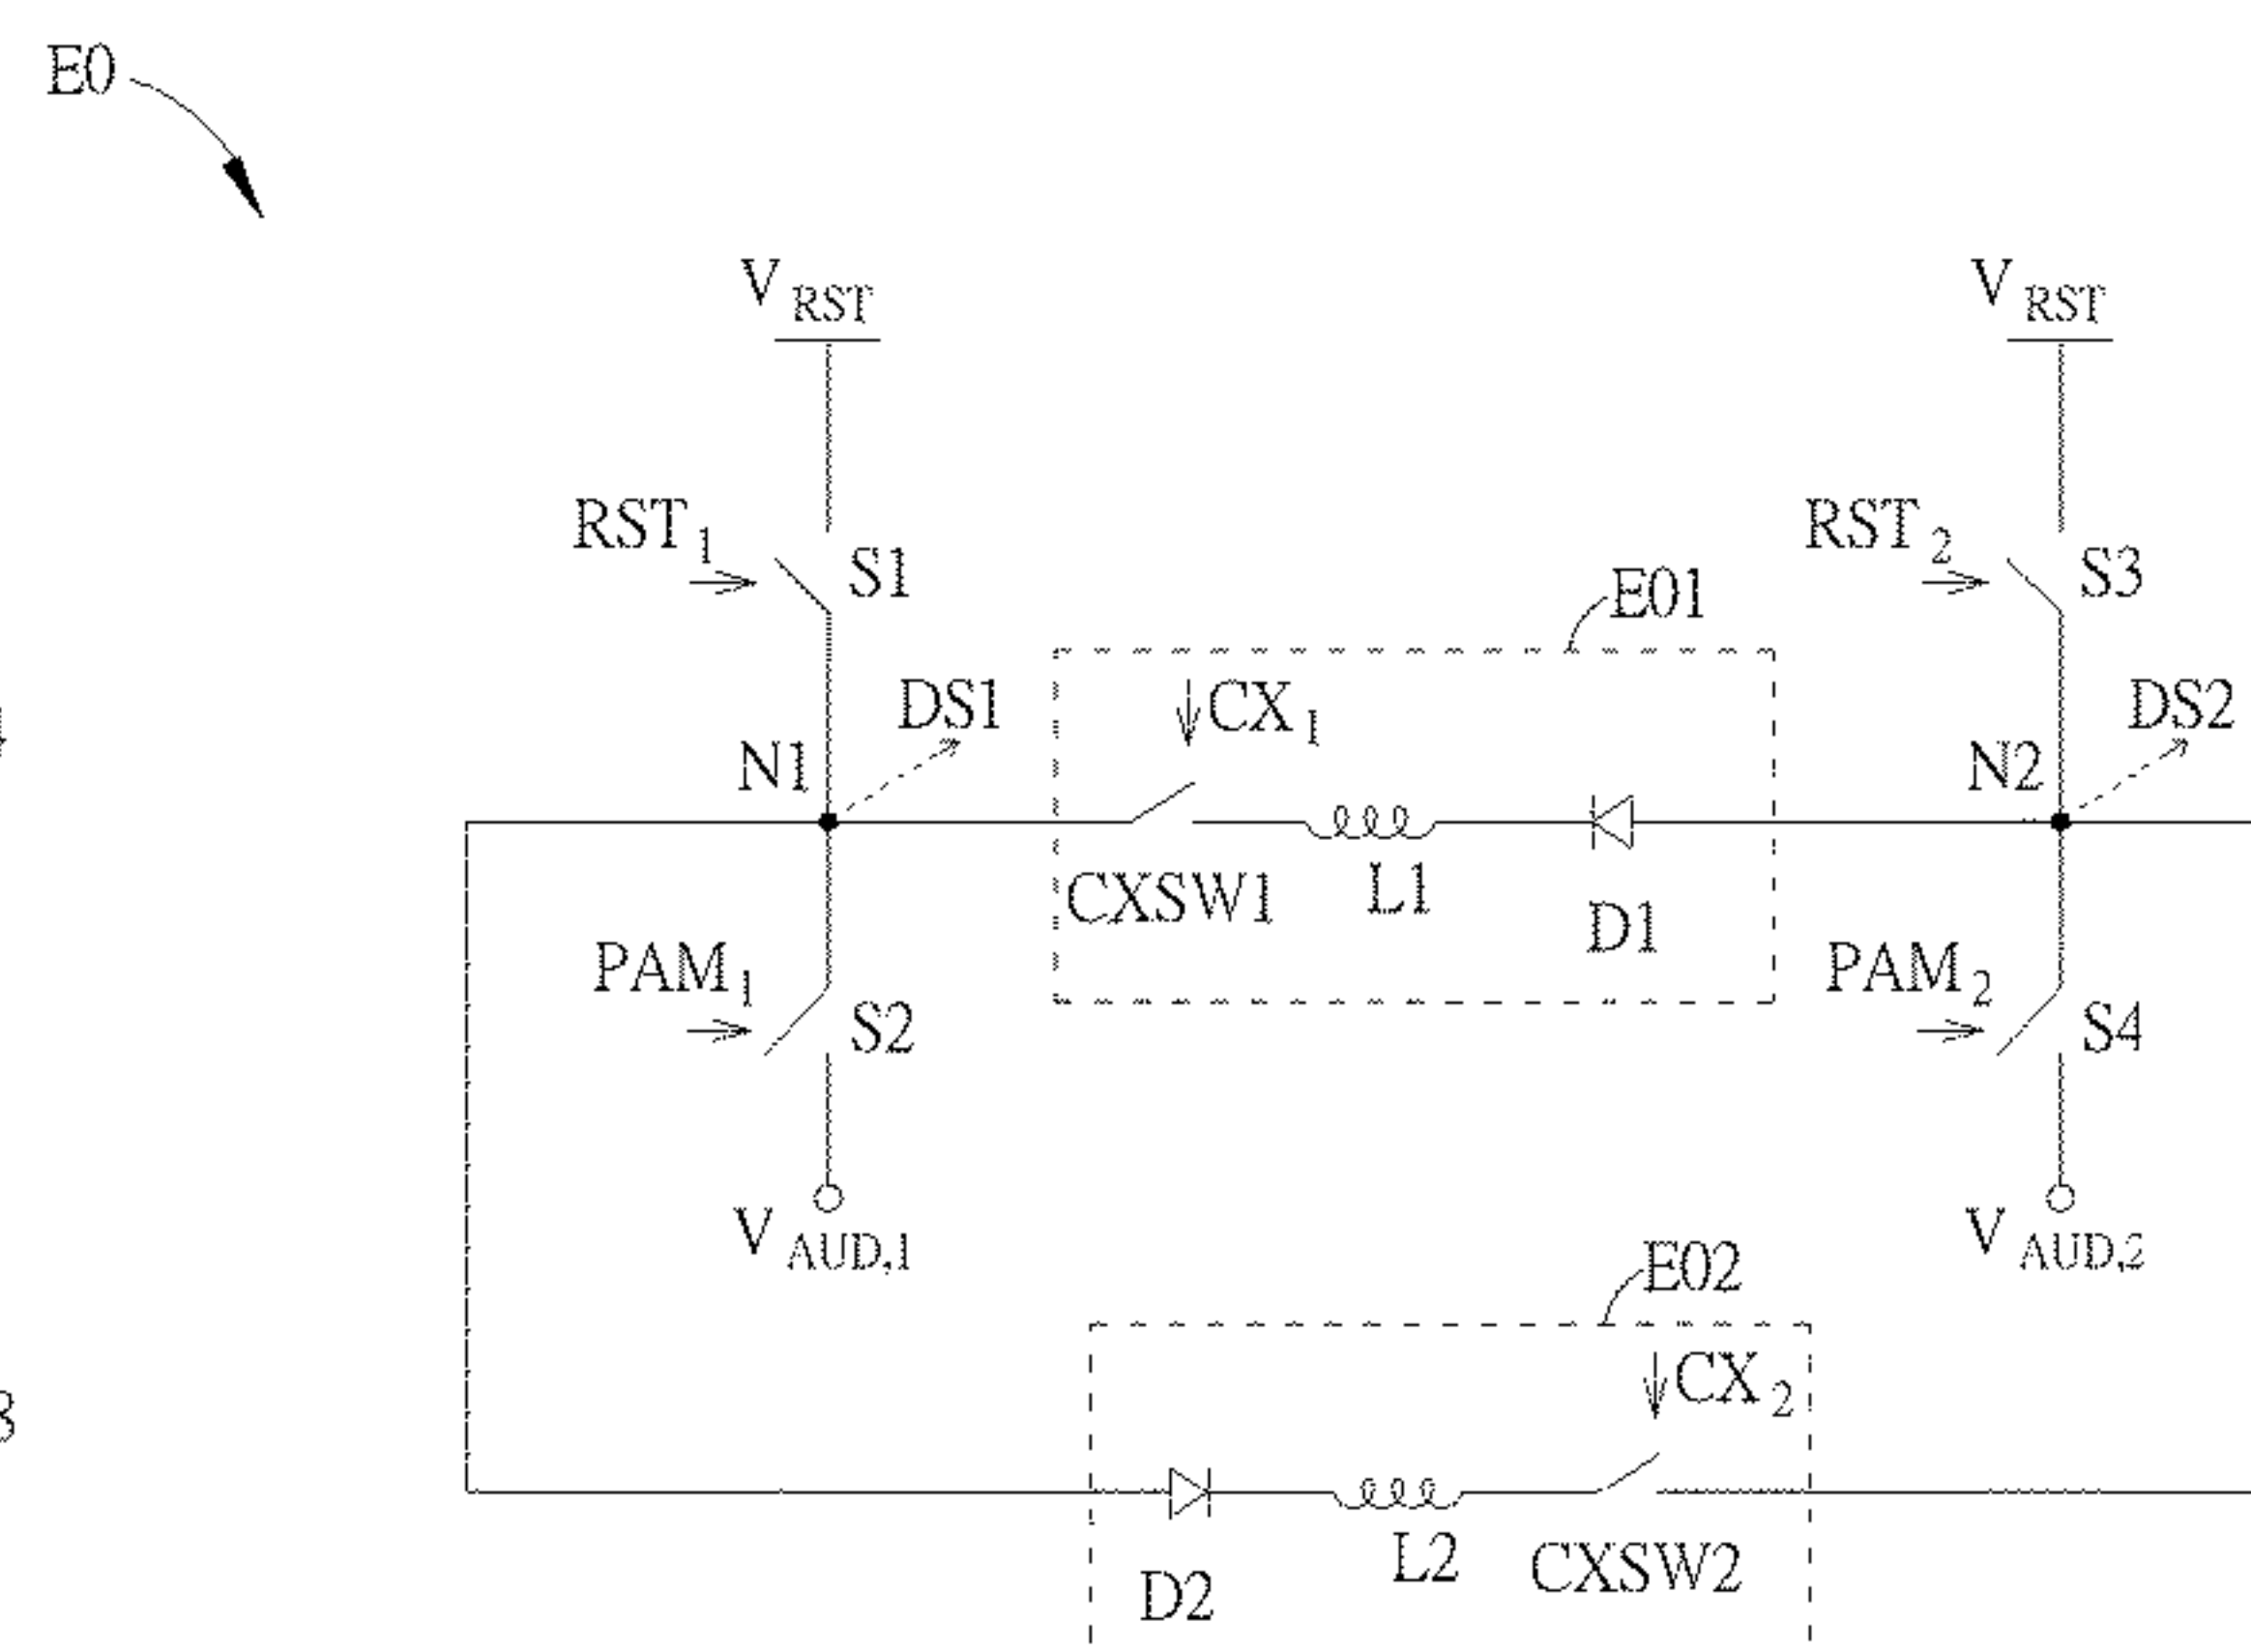 E0
V RST
V RST
RST 1
S1
RST 2
S3
E01
DS1
CX 1
DS2
N1
N2
CXSW1
L1
D1
PAM 1
S2
PAM 2
S4
V AUD,1
V AUD,2
E02
CX 2
D2
L2
CXSW2